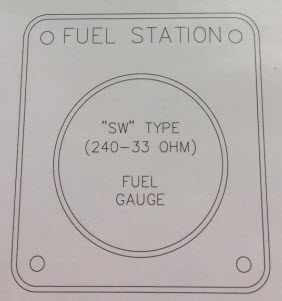 FUEL STATION
"SW" TYPE
(240-33 OHM)
FUEL
GAUGE